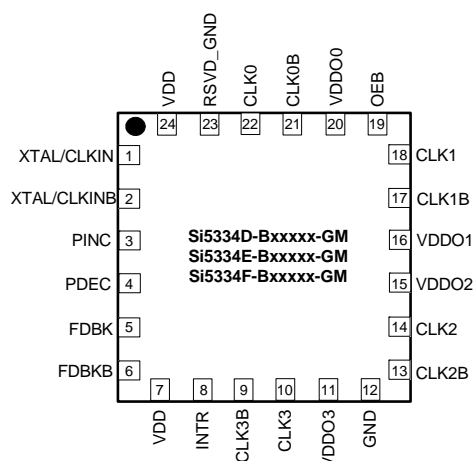 VDD
RSVD_GND
CLK0
CLK0B
VDDO0
OEB
24
23
22
21
20
19
XTAL/CLKIN 1
XTAL/CLKINB 2
PINC 3
PDEC 4
FDBK 5
FDBKB 6
Si5334D-Bxxxxx-GM
Si5334E-Bxxxxx-GM
Si5334F-Bxxxxx-GM
18 CLK1
17 CLK1B
16 VDDO1
15 VDDO2
14 CLK2
13 CLK2B
7
8
9
10
11
12
VDD
INTR
CLK3B
CLK3
VDDO3
GND